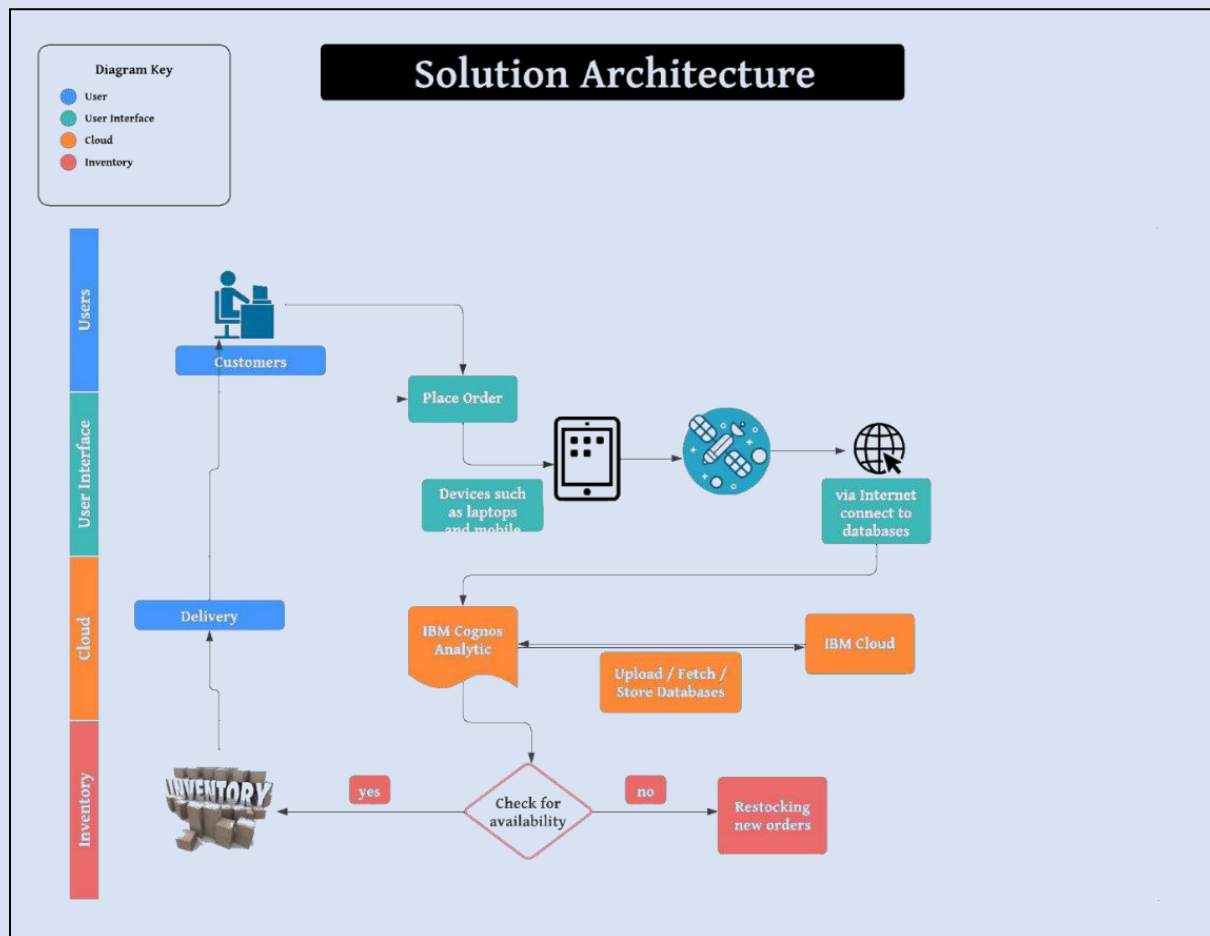 Solution Architecture
Diagram Key
User
User Interface
Cloud
Inventory
Users
User Interface
Cloud
Inventory
Customers
Place Order
Devices such
as laptops
and mobile
via Internet
connect to
databases
Delivery
IBM Cognos
Analytic
IBM Cloud
Upload / Fetch /
Store Databases
INVENTORY
yes
Check for
availability
no
Restocking
new orders